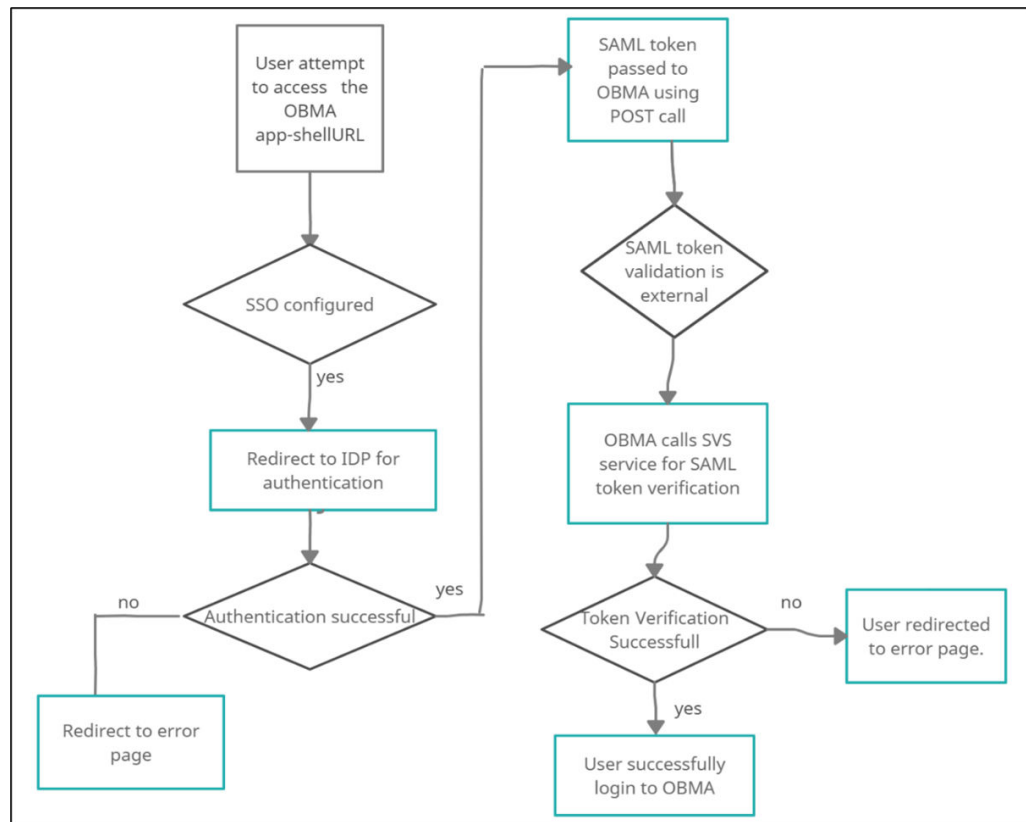 User attempt
to access the
OBMA
app-shellURL
SSO configured
yes
Redirect to IDP for
authentication
Authentication successful
no
yes
Redirect to error
page
SAML token
passed to
OBMA using
POST call
SAML token
validation is
external
OBMA calls SVS
service for SAML
token verification
Token Verification
Successfull
no
User redirected
to error page.
yes
User successfully
login to OBMA